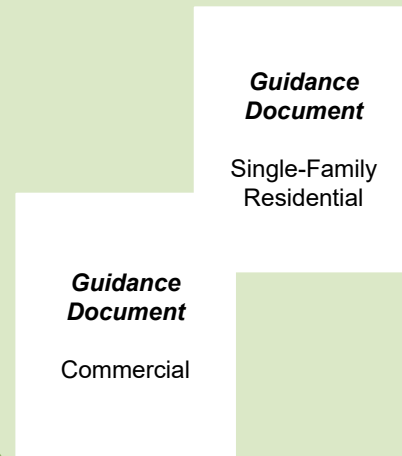 Guidance
Document
Single-Family
Residential
Guidance
Document
Commercial